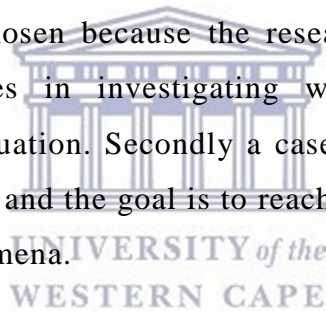 osen because the resea
es in investigating w
uation. Secondly a case
and the goal is to reach
mena.
UNIVERSITY of the
WESTERN CAPE